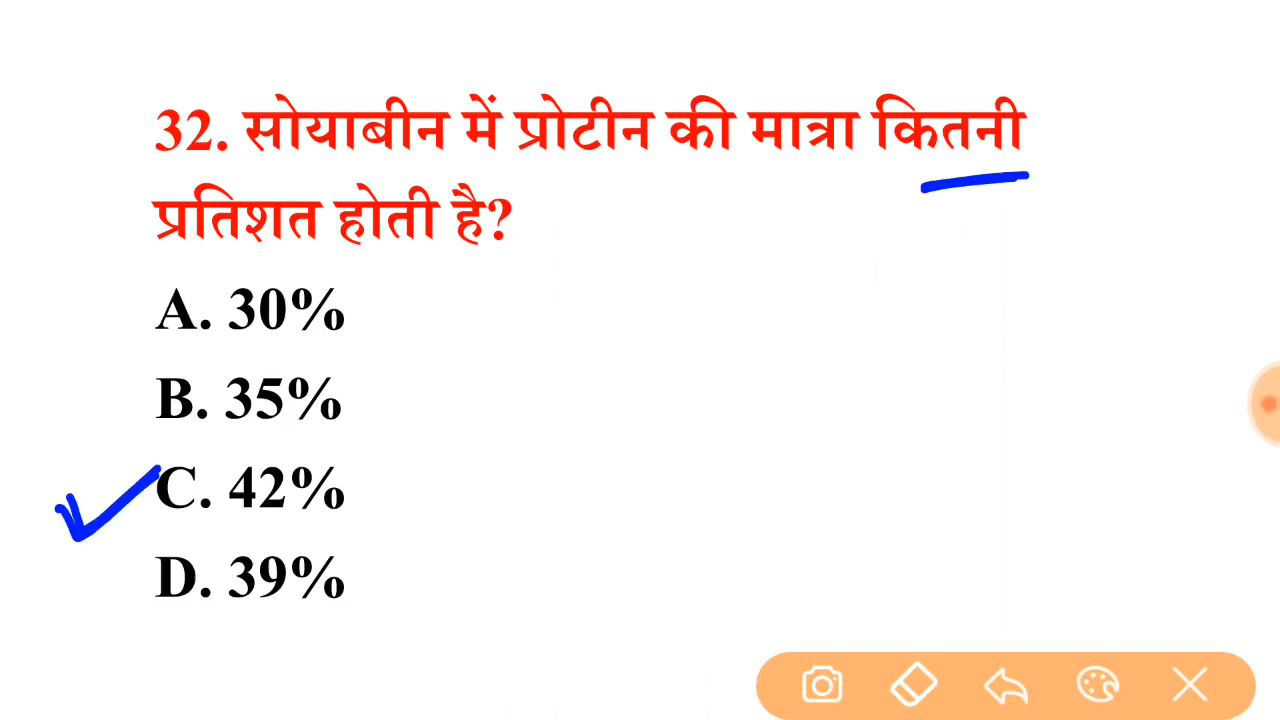 32. सोयाबीन में प्रोटीन की मात्रा कितनी
प्रतिशत होती है?
A. 30%
B. 35%
C. 42%
D. 39%